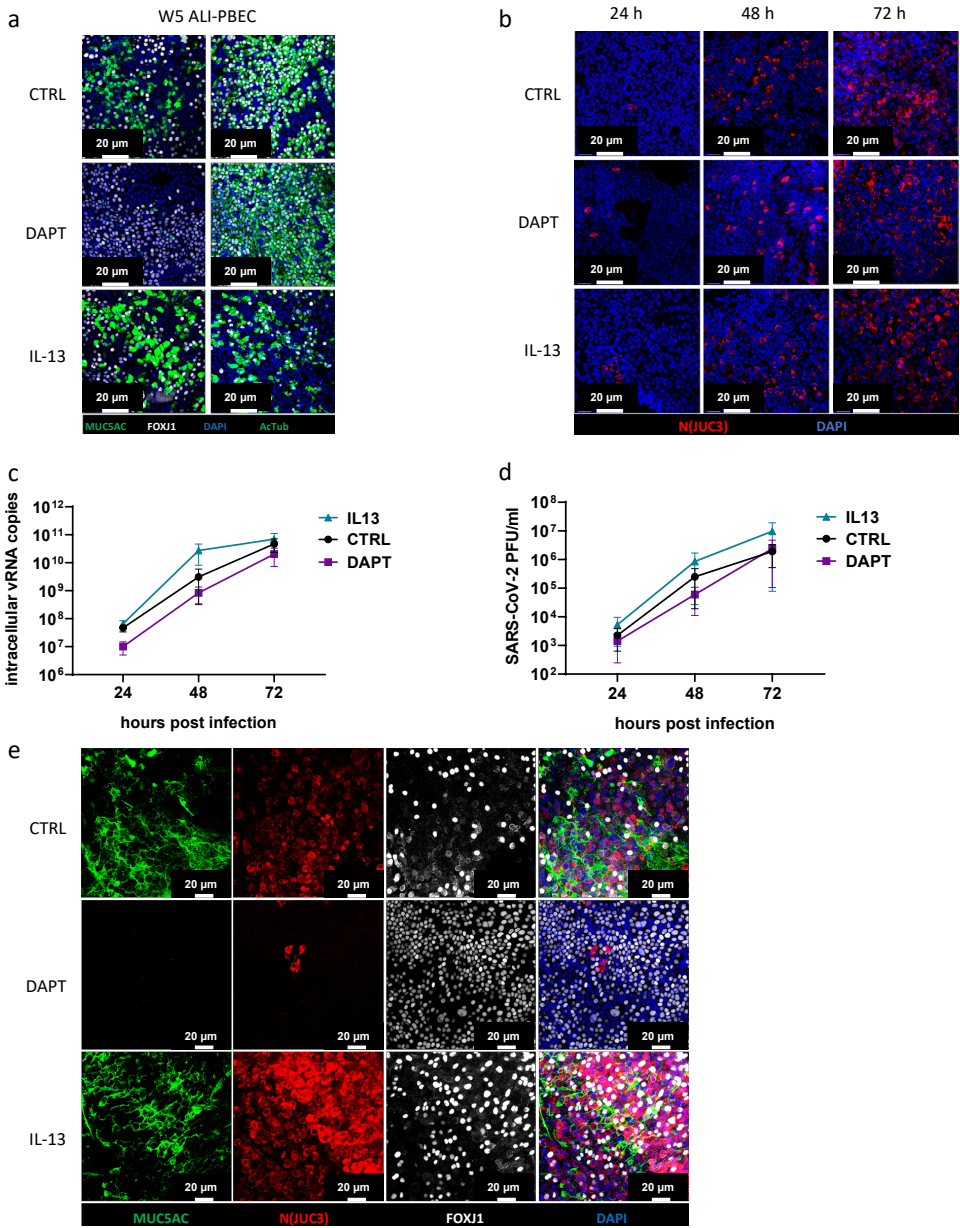 a
W5 ALI-PBEC
CTRL
20 µm 20 µm
DAPT
20 µm 20 µm
IL-13
20 µm 20 µm
MUC5AC FOXJ1 DAPI AcTub
b
24 h 48 h 72 h
CTRL
20 µm 20 µm 20 µm
DAPT
20 µm 20 µm 20 µm
IL-13
20 µm 20 µm 20 µm
N(JUC3) DAPI
c
intracellular vRNA copies
10¹²
10¹¹
10¹⁰
10⁹
10⁸
10⁷
10⁶
24 48 72
hours post infection
IL13
CTRL
DAPT
d
SARS-CoV-2 PFU/ml
10⁸
10⁷
10⁶
10⁵
10⁴
10³
10²
24 48 72
hours post infection
IL13
CTRL
DAPT
e
CTRL
20 µm 20 µm 20 µm 20 µm
DAPT
20 µm 20 µm 20 µm 20 µm
IL-13
20 µm 20 µm 20 µm 20 µm
MUC5AC N(JUC3) FOXJ1 DAPI